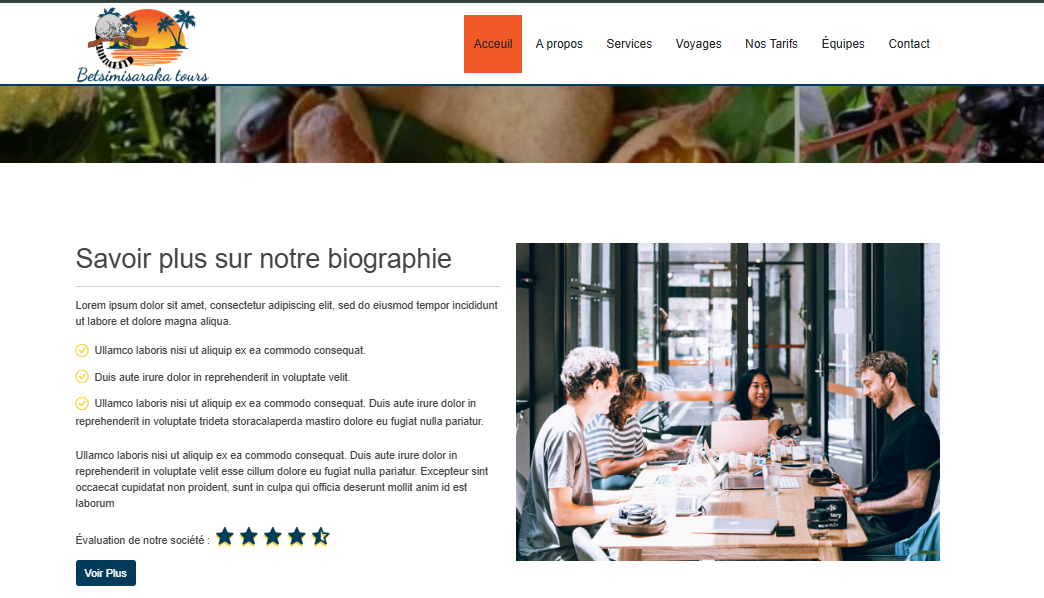 Betsimisaraka tours
Acceuil A propos Services Voyages Nos Tarifs Équipes Contact
Savoir plus sur notre biographie
Lorem ipsum dolor sit amet, consectetur adipiscing elit, sed do eiusmod tempor incididunt
ut labore et dolore magna aliqua.
Ullamco laboris nisi ut aliquip ex ea commodo consequat.
Duis aute irure dolor in reprehenderit in voluptate velit.
Ullamco laboris nisi ut aliquip ex ea commodo consequat. Duis aute irure dolor in
reprehenderit in voluptate trideta storacalaperda mastiro dolore eu fugiat nulla pariatur.
Ullamco laboris nisi ut aliquip ex ea commodo consequat. Duis aute irure dolor in
reprehenderit in voluptate velit esse cillum dolore eu fugiat nulla pariatur. Excepteur sint
occaecat cupidatat non proident, sunt in culpa qui officia deserunt mollit anim id est
laborum
Évaluation de notre société :
Voir Plus